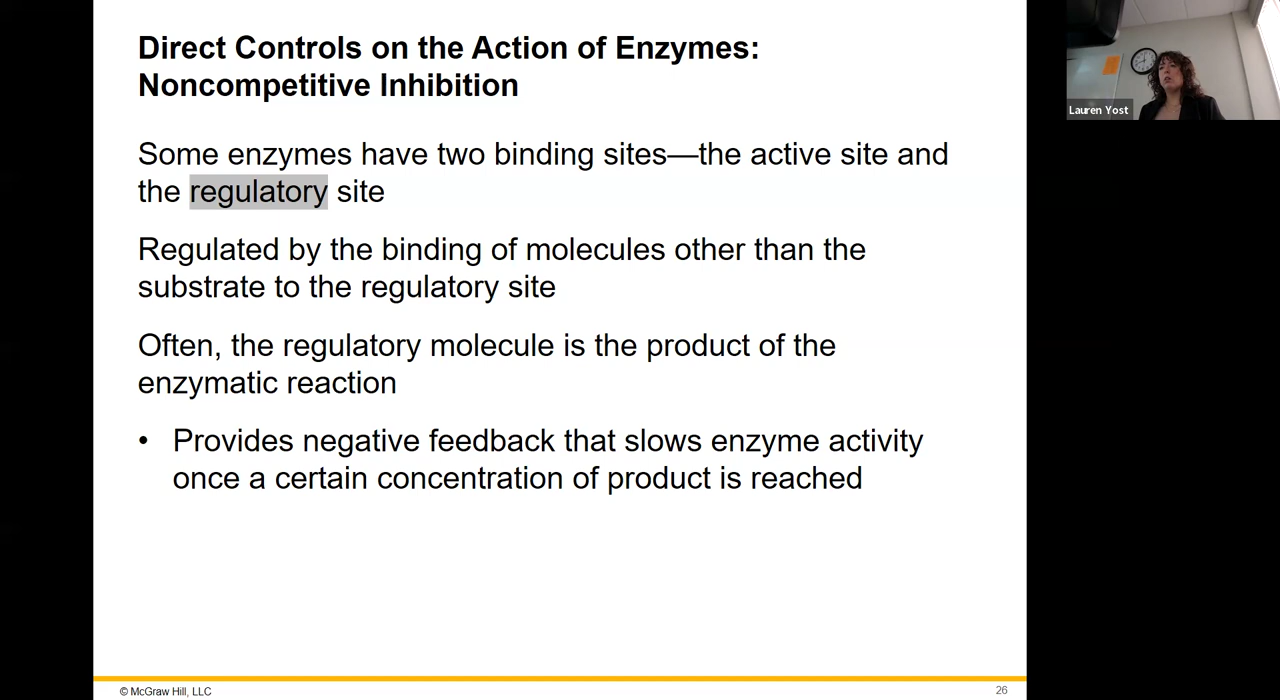 Direct Controls on the Action of Enzymes:
Noncompetitive Inhibition
Some enzymes have two binding sites—the active site and
the regulatory site
Regulated by the binding of molecules other than the
substrate to the regulatory site
Often, the regulatory molecule is the product of the
enzymatic reaction
• Provides negative feedback that slows enzyme activity
once a certain concentration of product is reached
© McGraw Hill, LLC
26
Lauren Yost